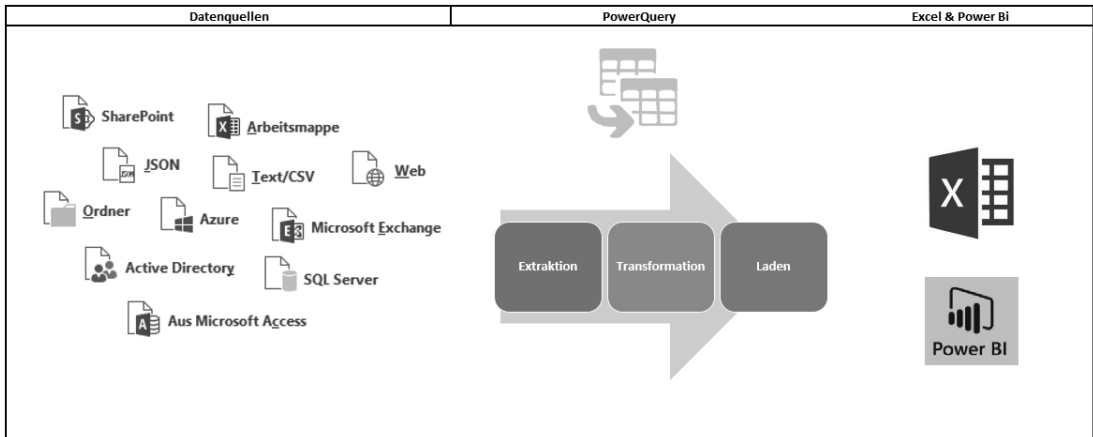 Datenquellen
PowerQuery
Excel & Power Bi
SharePoint
Arbeitsmappe
JSON
Text/CSV
Web
Ordner
Azure
Microsoft Exchange
Active Directory
SQL Server
Aus Microsoft Access
Extraktion
Transformation
Laden
Power BI